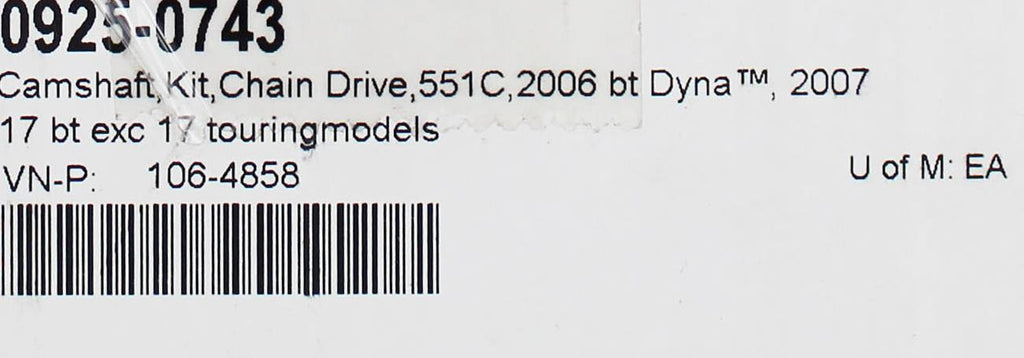 0925-0743
Camshaft,Kit,Chain Drive,551C,2006 bt Dyna™, 2007
17 bt exc 17 touringmodels
VN-P: 106-4858
U of M: EA